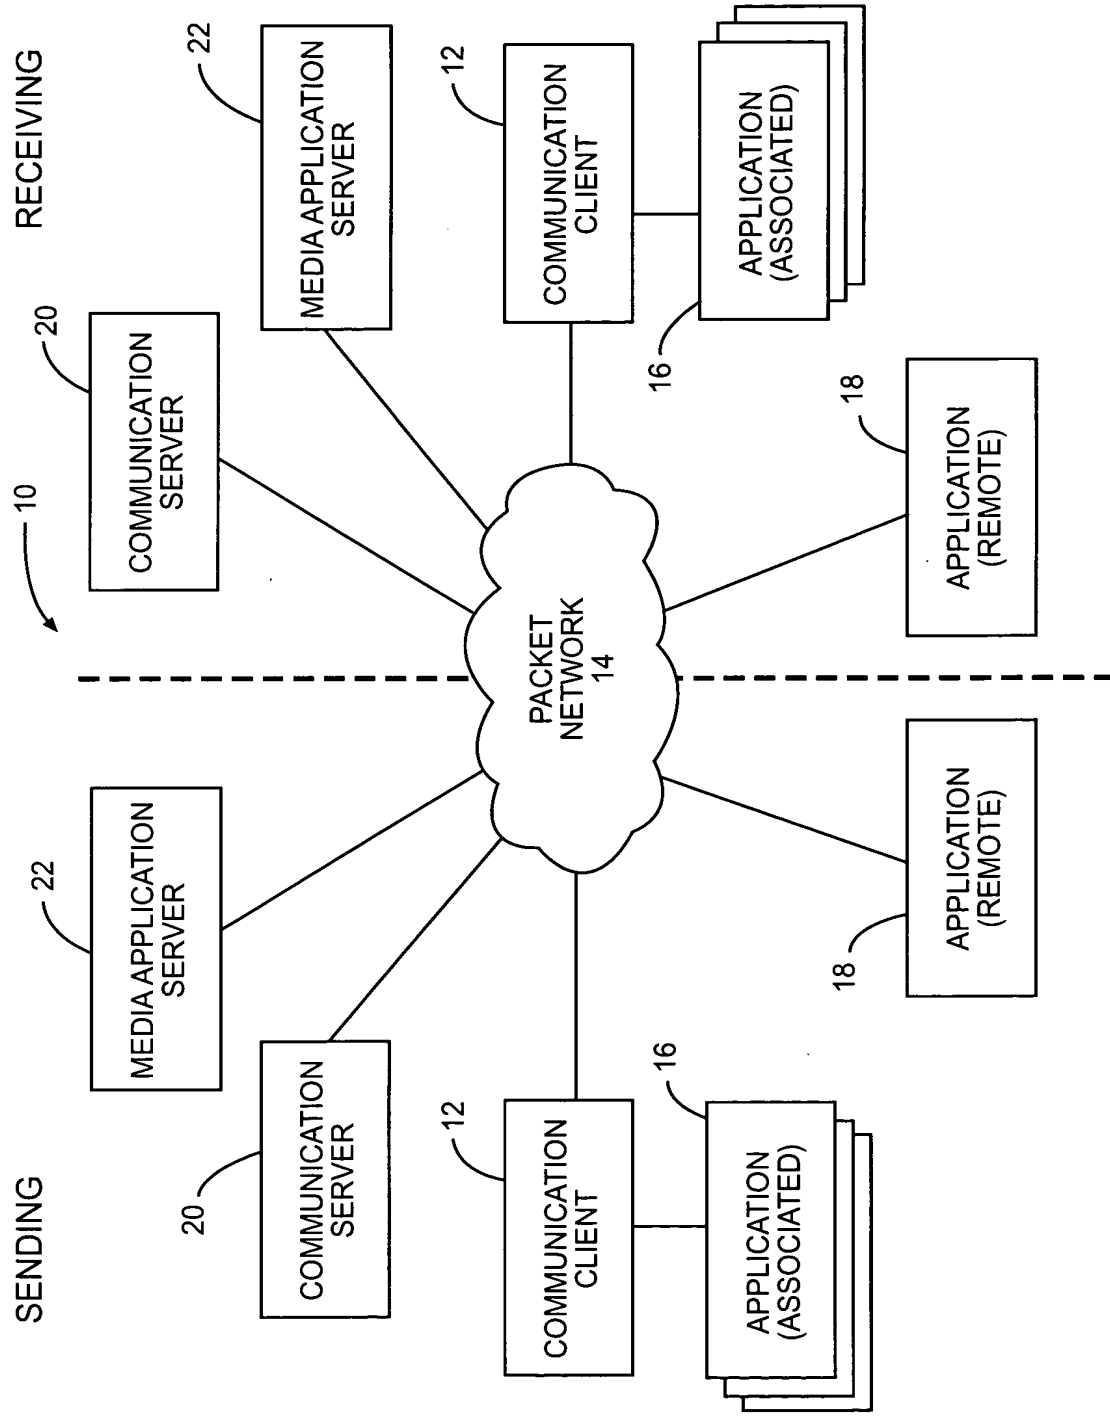 SENDING
RECEIVING
10
22
MEDIA APPLICATION
SERVER
20
COMMUNICATION
SERVER
20
COMMUNICATION
SERVER
22
MEDIA APPLICATION
SERVER
12
COMMUNICATION
CLIENT
PACKET
NETWORK
14
12
COMMUNICATION
CLIENT
16
APPLICATION
(ASSOCIATED)
16
APPLICATION
(ASSOCIATED)
18
APPLICATION
(REMOTE)
18
APPLICATION
(REMOTE)